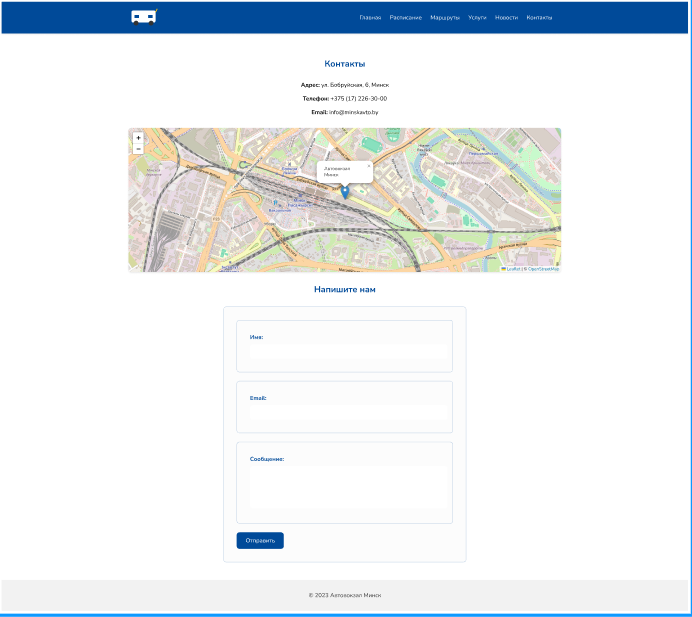 Главная Расписание Маршруты Услуги Новости Контакты
Контакты
Адрес: ул. Бобруйская, 6, Минск
Телефон: +375 (17) 226-30-00
Email: info@minskavto.by
+
−
Автовокзал
Минск
×
Leaflet | © OpenStreetMap
Напишите нам
Имя:
Email:
Сообщение:
Отправить
© 2023 Автовокзал Минск